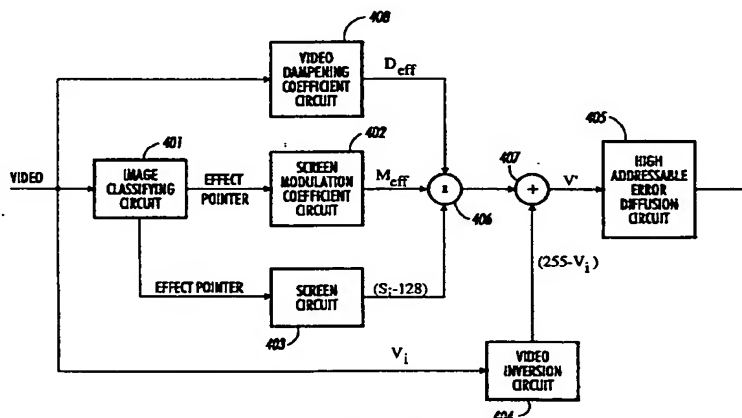 408
VIDEO
DAMPENING
COEFFICIENT
CIRCUIT
D_eff
401
402
405
VIDEO
IMAGE
CLASSIFYING
CIRCUIT
EFFECT
POINTER
SCREEN
MODULATION
COEFFICIENT
CIRCUIT
M_eff
x
406
407
+
V'
HIGH
ADDRESSABLE
ERROR
DIFFUSION
CIRCUIT
(255-V_i)
EFFECT POINTER
SCREEN
CIRCUIT
(S_i-128)
403
V_i
VIDEO
INVERSION
CIRCUIT